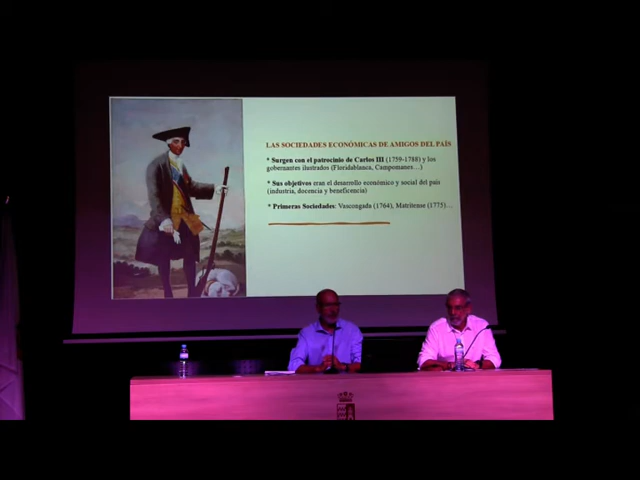 LAS SOCIEDADES ECONÓMICAS DE AMIGOS DEL PAÍS
* Surgen con el patrocinio de Carlos III (1759-1788) y los
gobernantes ilustrados (Floridablanca, Campomanes…)
* Sus objetivos eran el desarrollo económico y social del país
(industria, docencia y beneficencia)
* Primeras Sociedades: Vascongada (1764), Matritense (1775)…